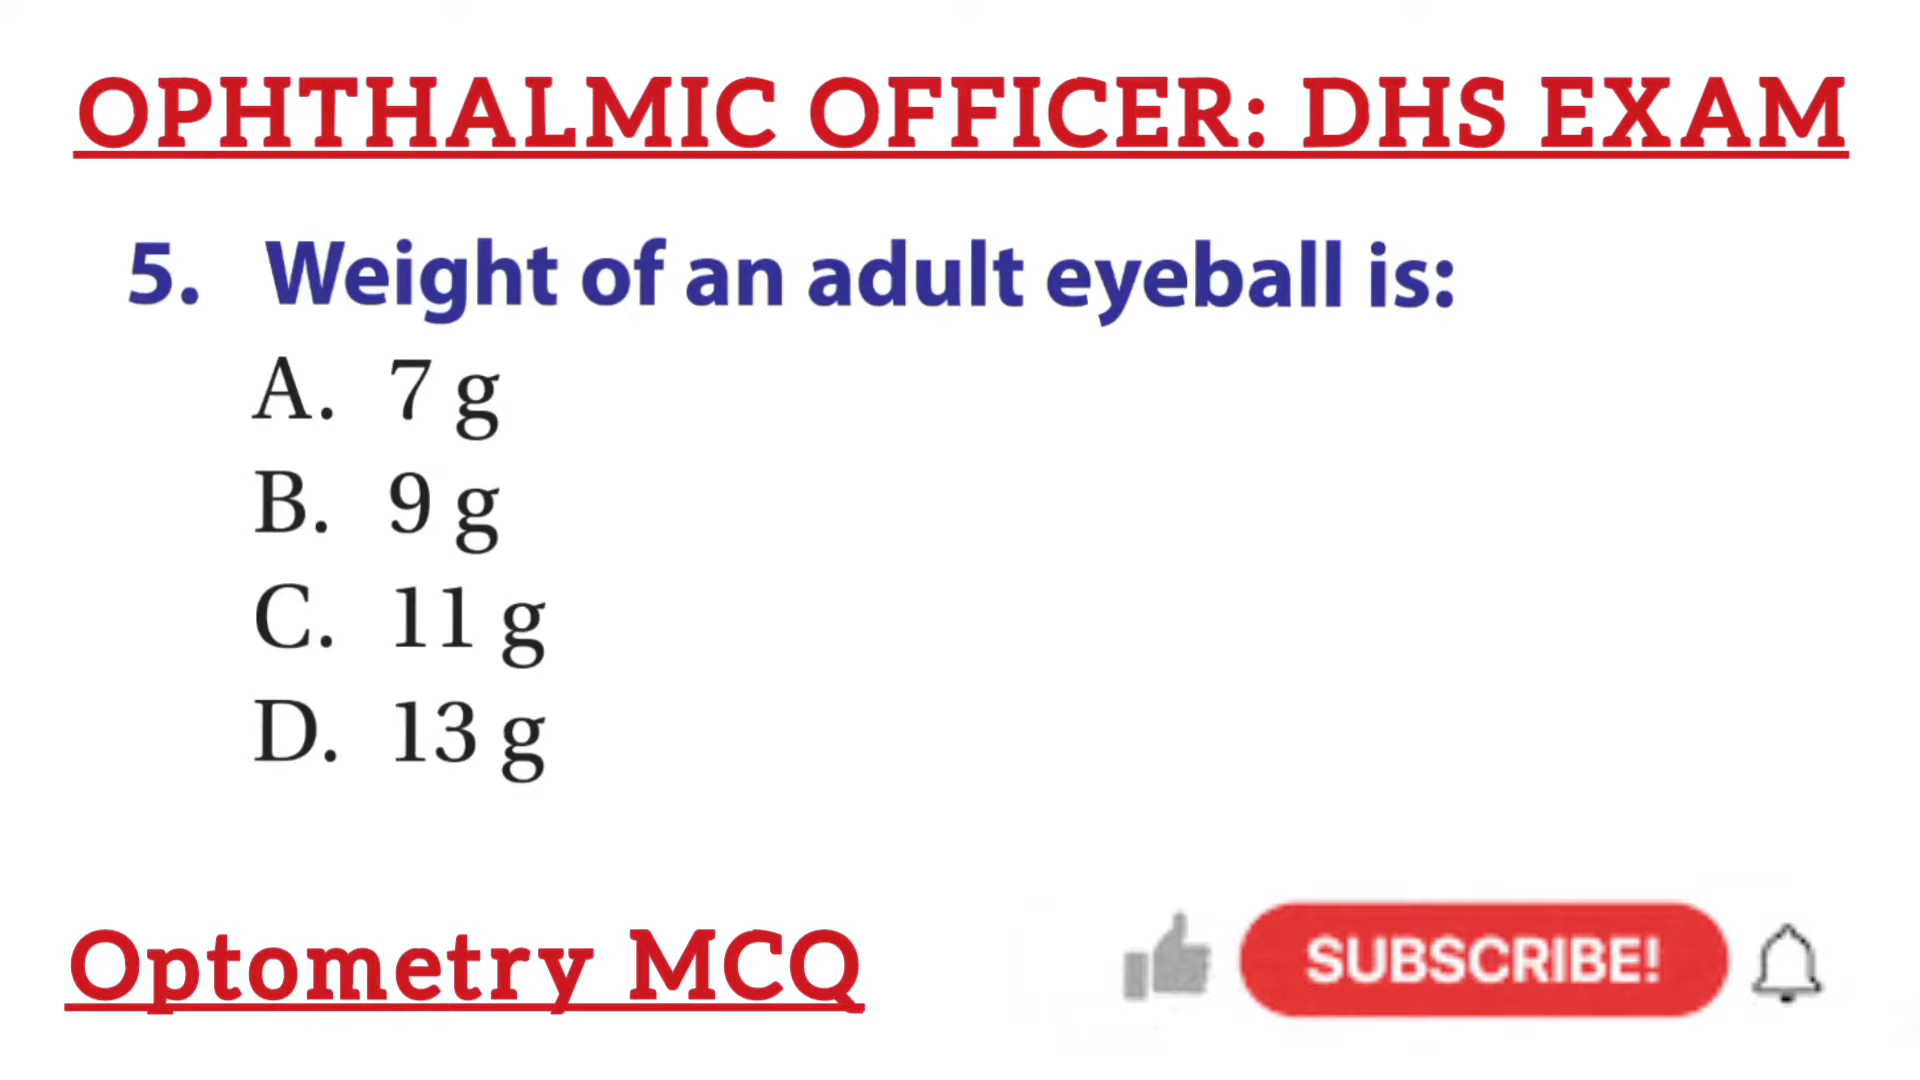 OPHTHALMIC OFFICER: DHS EXAM
5. Weight of an adult eyeball is:
A. 7 g
B. 9 g
C. 11 g
D. 13 g
Optometry MCQ
SUBSCRIBE!